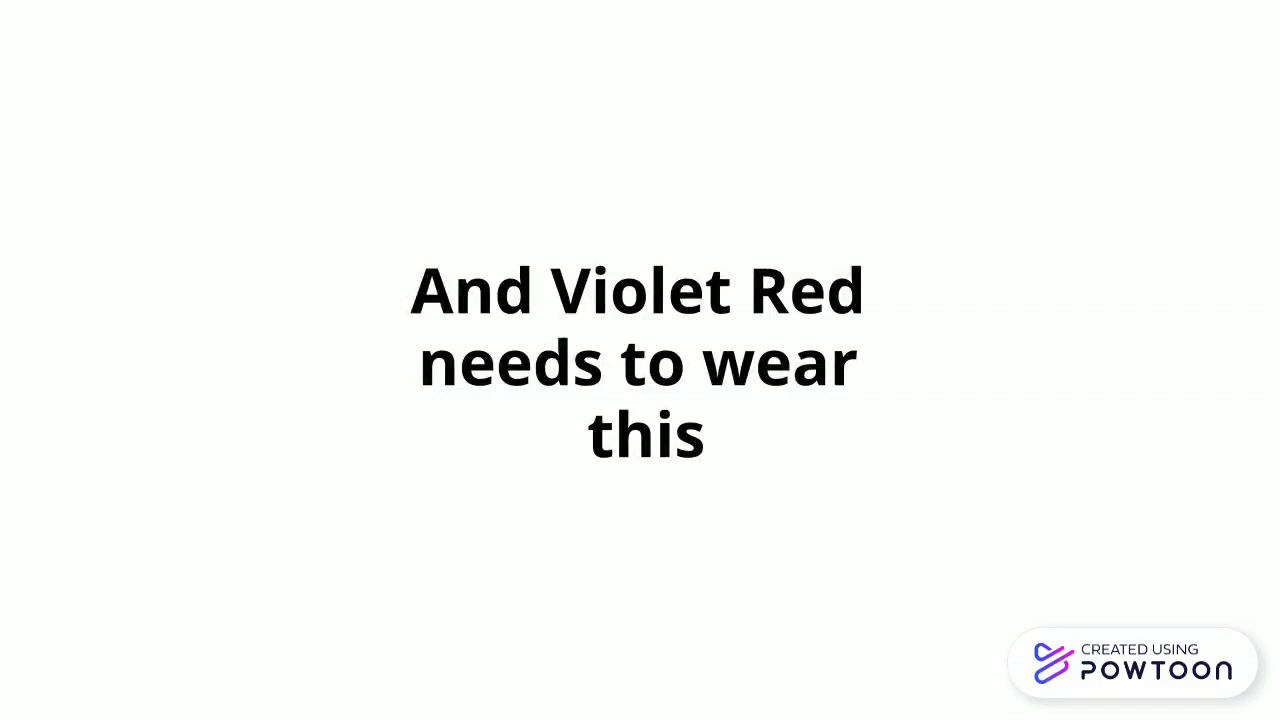 And Violet Red
needs to wear
this
CREATED USING
POWTOON